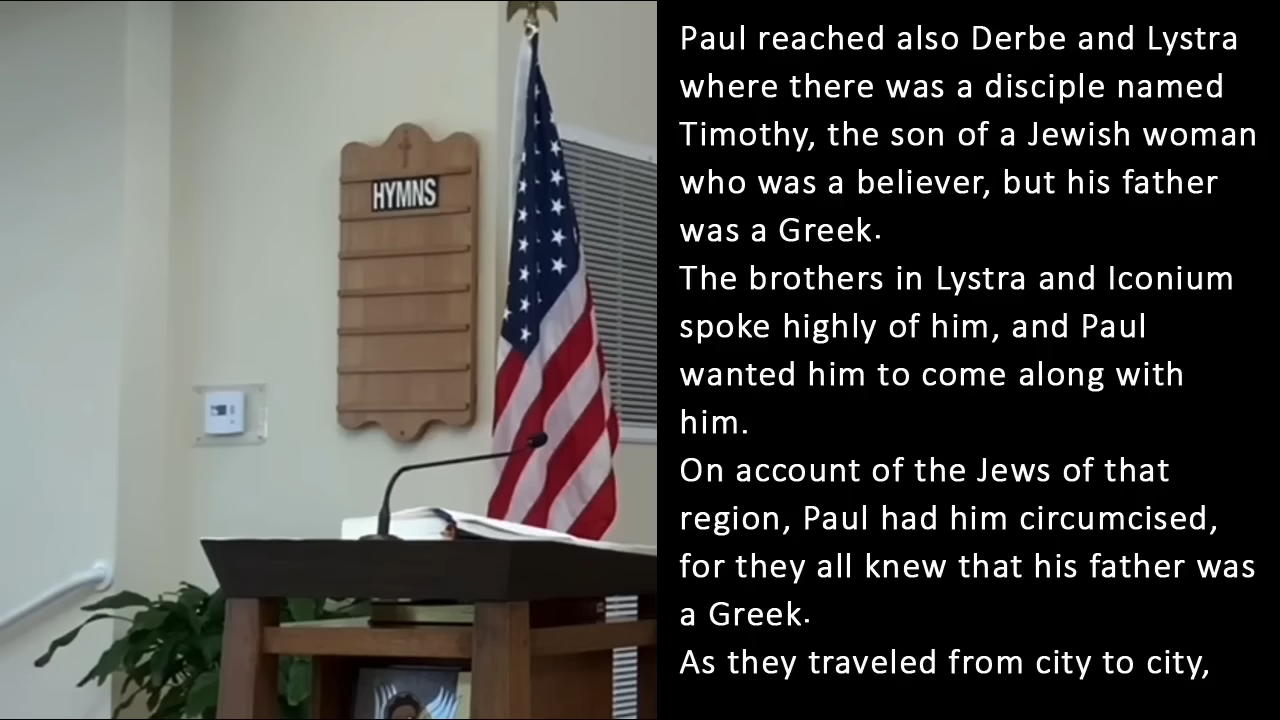 HYMNS
Paul reached also Derbe and Lystra
where there was a disciple named
Timothy, the son of a Jewish woman
who was a believer, but his father
was a Greek.
The brothers in Lystra and Iconium
spoke highly of him, and Paul
wanted him to come along with
him.
On account of the Jews of that
region, Paul had him circumcised,
for they all knew that his father was
a Greek.
As they traveled from city to city,